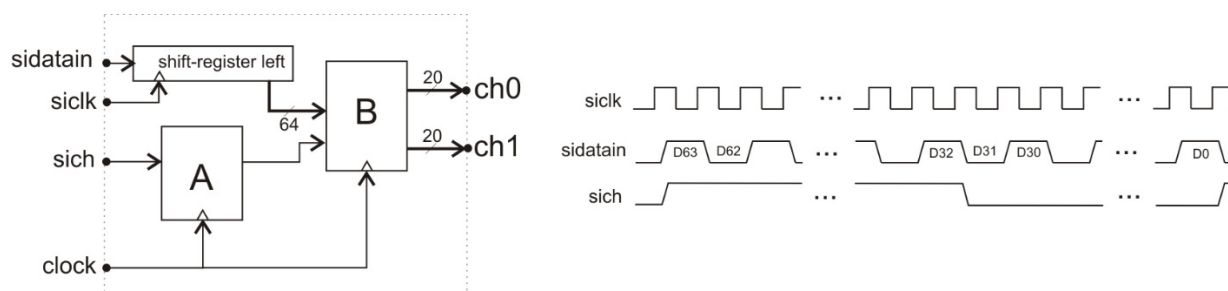 sidatain
shift-register left
siclk
64
sich
A
B
20
ch0
20
ch1
clock
siclk
...
...
sidatain
D63
D62
...
D32
D31
D30
...
D0
sich
...
...